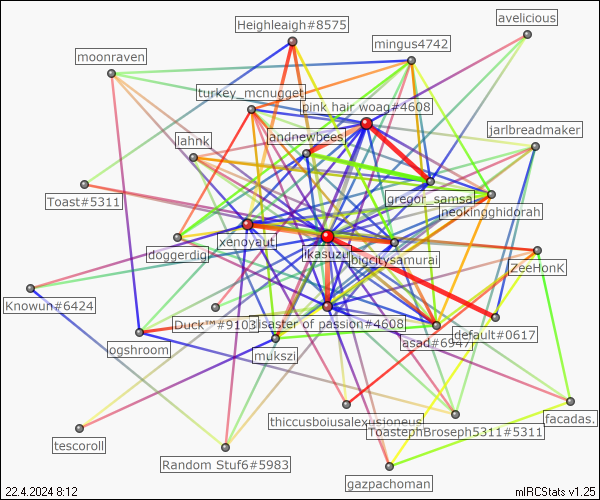 avelicious
Heighleaigh#8575
mingus4742
moonraven
turkey_mcnugget
pink hair woag#4608
jarlbreadmaker
andnewbees
lahnk
gregor_samsa.
Toast#5311
neokingghidorah
xenoyaut
ikasuzu
doggerdig
bigcitysamurai
ZeeHonk
Knowun#6424
Duck™#9103
disaster of passion#4608
default#0617
asad#6947
ogshroom
mukszi
facadas.
thiccusboiusalexusjoneus
ToastephBroseph5311#5311
tescoroll
Random Stuf6#5983
gazpachoman
22.4.2024 8:12
mIRCStats v1.25